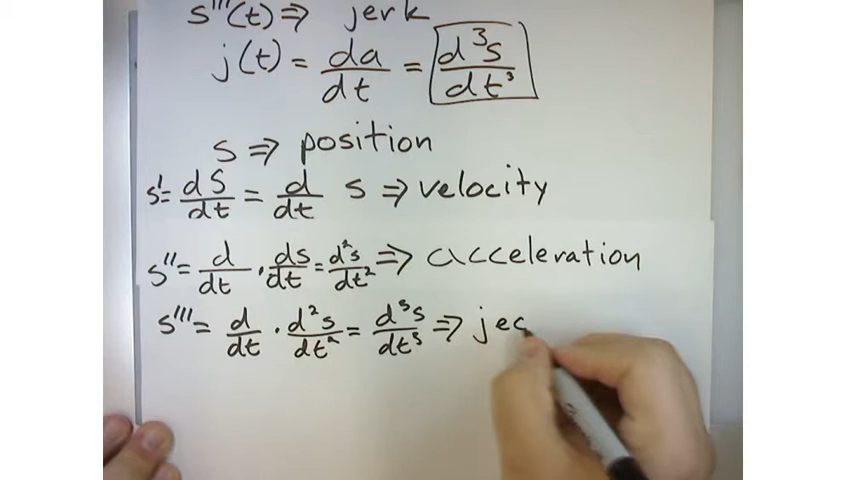 s'''(t) ⇒ jerk
j(t) = da/dt = d³s/dt³
s ⇒ position
s' = dS/dt = d/dt s ⇒ velocity
s'' = d/dt · ds/dt = d²s/dt² ⇒ acceleration
s''' = d/dt · d²s/dt² = d³s/dt³ ⇒ je